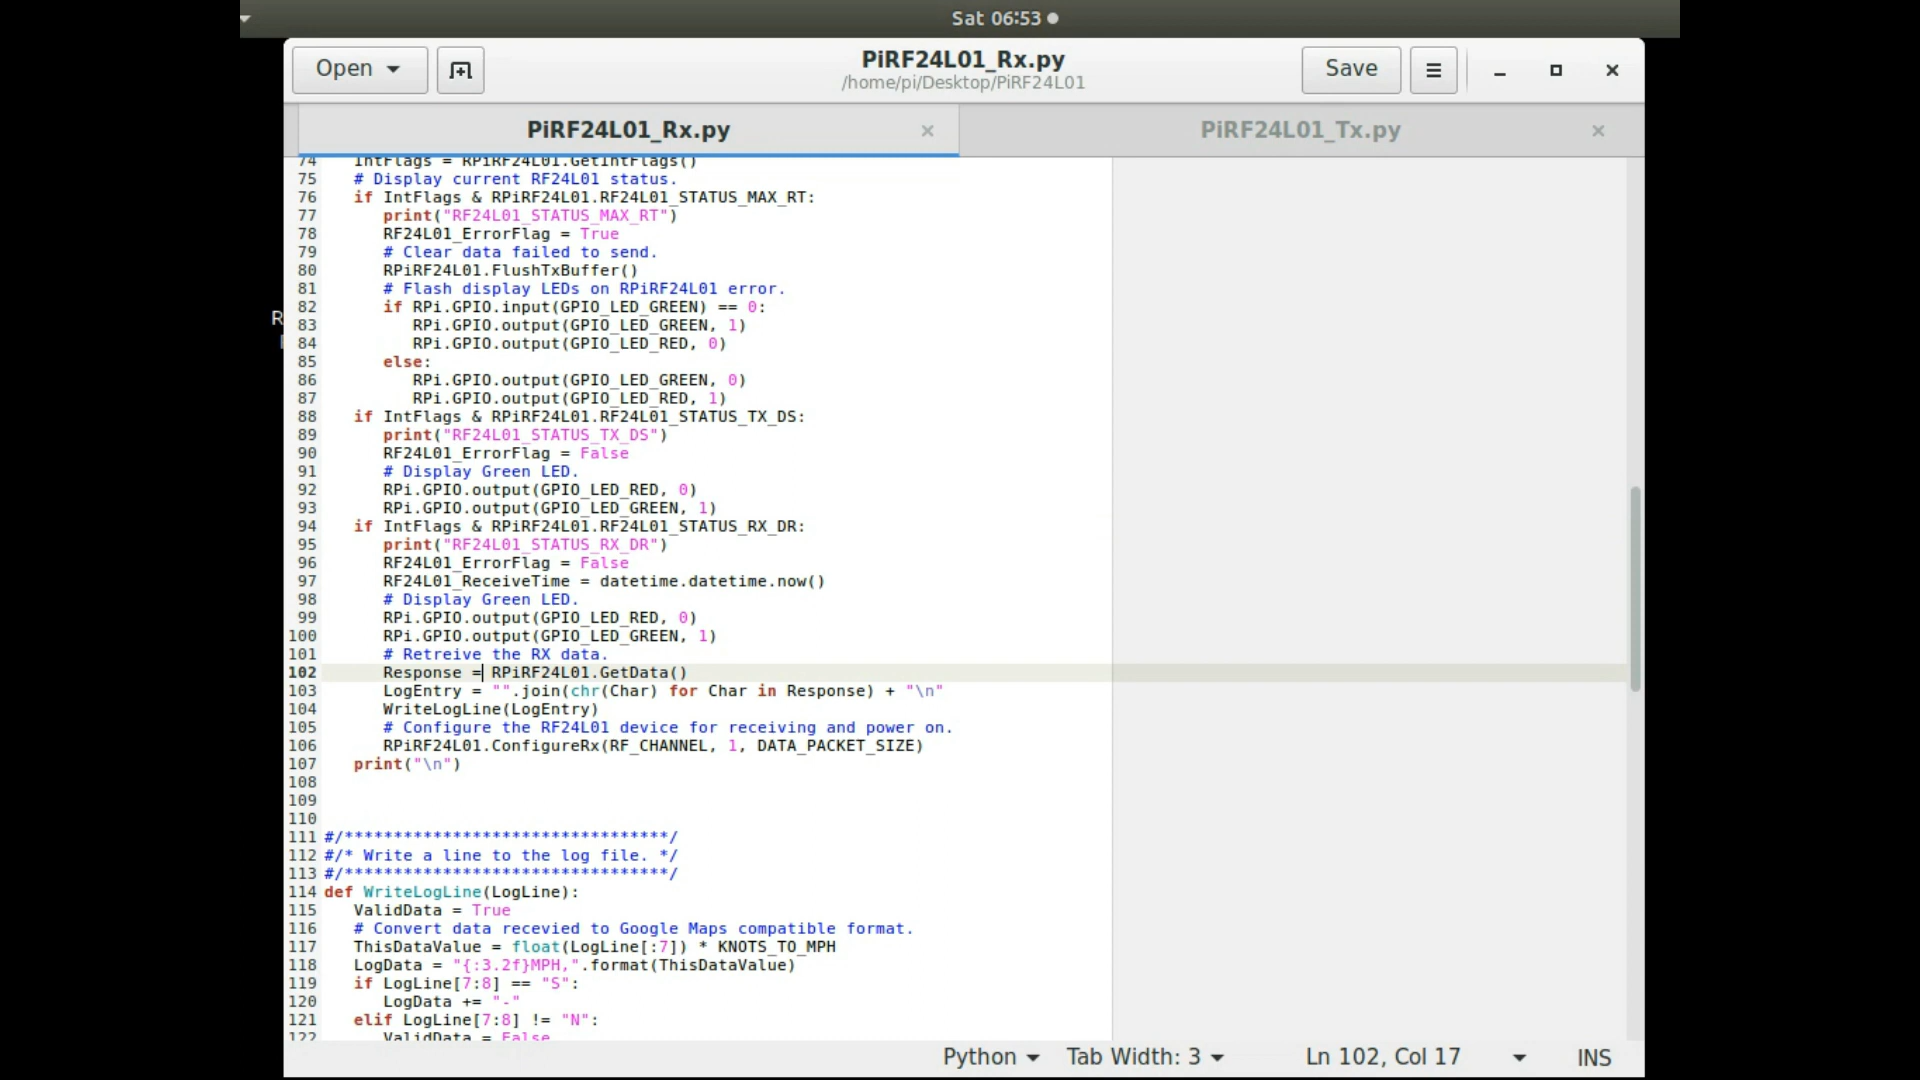 Sat 06:53
Open
PiRF24L01_Rx.py
/home/pi/Desktop/PiRF24L01
Save
PiRF24L01_Rx.py
PiRF24L01_Tx.py
74 IntFlags = RPiRF24L01.GetIntFlags()
75 # Display current RF24L01 status.
76 if IntFlags & RPiRF24L01.RF24L01_STATUS_MAX_RT:
77 print("RF24L01_STATUS_MAX_RT")
78 RF24L01_ErrorFlag = True
79 # Clear data failed to send.
80 RPiRF24L01.FlushTxBuffer()
81 # Flash display LEDs on RPiRF24L01 error.
82 if RPi.GPIO.input(GPIO_LED_GREEN) == 0:
R
83 RPi.GPIO.output(GPIO_LED_GREEN, 1)
84 RPi.GPIO.output(GPIO_LED_RED, 0)
85 else:
86 RPi.GPIO.output(GPIO_LED_GREEN, 0)
87 RPi.GPIO.output(GPIO_LED_RED, 1)
88 if IntFlags & RPiRF24L01.RF24L01_STATUS_TX_DS:
89 print("RF24L01_STATUS_TX_DS")
90 RF24L01_ErrorFlag = False
91 # Display Green LED.
92 RPi.GPIO.output(GPIO_LED_RED, 0)
93 RPi.GPIO.output(GPIO_LED_GREEN, 1)
94 if IntFlags & RPiRF24L01.RF24L01_STATUS_RX_DR:
95 print("RF24L01_STATUS_RX_DR")
96 RF24L01_ErrorFlag = False
97 RF24L01_ReceiveTime = datetime.datetime.now()
98 # Display Green LED.
99 RPi.GPIO.output(GPIO_LED_RED, 0)
100 RPi.GPIO.output(GPIO_LED_GREEN, 1)
101 # Retreive the RX data.
102 Response = RPiRF24L01.GetData()
103 LogEntry = "".join(chr(Char) for Char in Response) + "\n"
104 WriteLogLine(LogEntry)
105 # Configure the RF24L01 device for receiving and power on.
106 RPiRF24L01.ConfigureRx(RF_CHANNEL, 1, DATA_PACKET_SIZE)
107 print("\n")
108
109
110
111 #/*********************************/
112 #/* Write a line to the log file. */
113 #/*********************************/
114 def WriteLogLine(LogLine):
115 ValidData = True
116 # Convert data recevied to Google Maps compatible format.
117 ThisDataValue = float(LogLine[:7]) * KNOTS_TO_MPH
118 LogData = "{:3.2f}MPH,".format(ThisDataValue)
119 if LogLine[7:8] == "S":
120 LogData += "-"
121 elif LogLine[7:8] != "N":
122 ValidData = False
Python Tab Width: 3 Ln 102, Col 17 INS